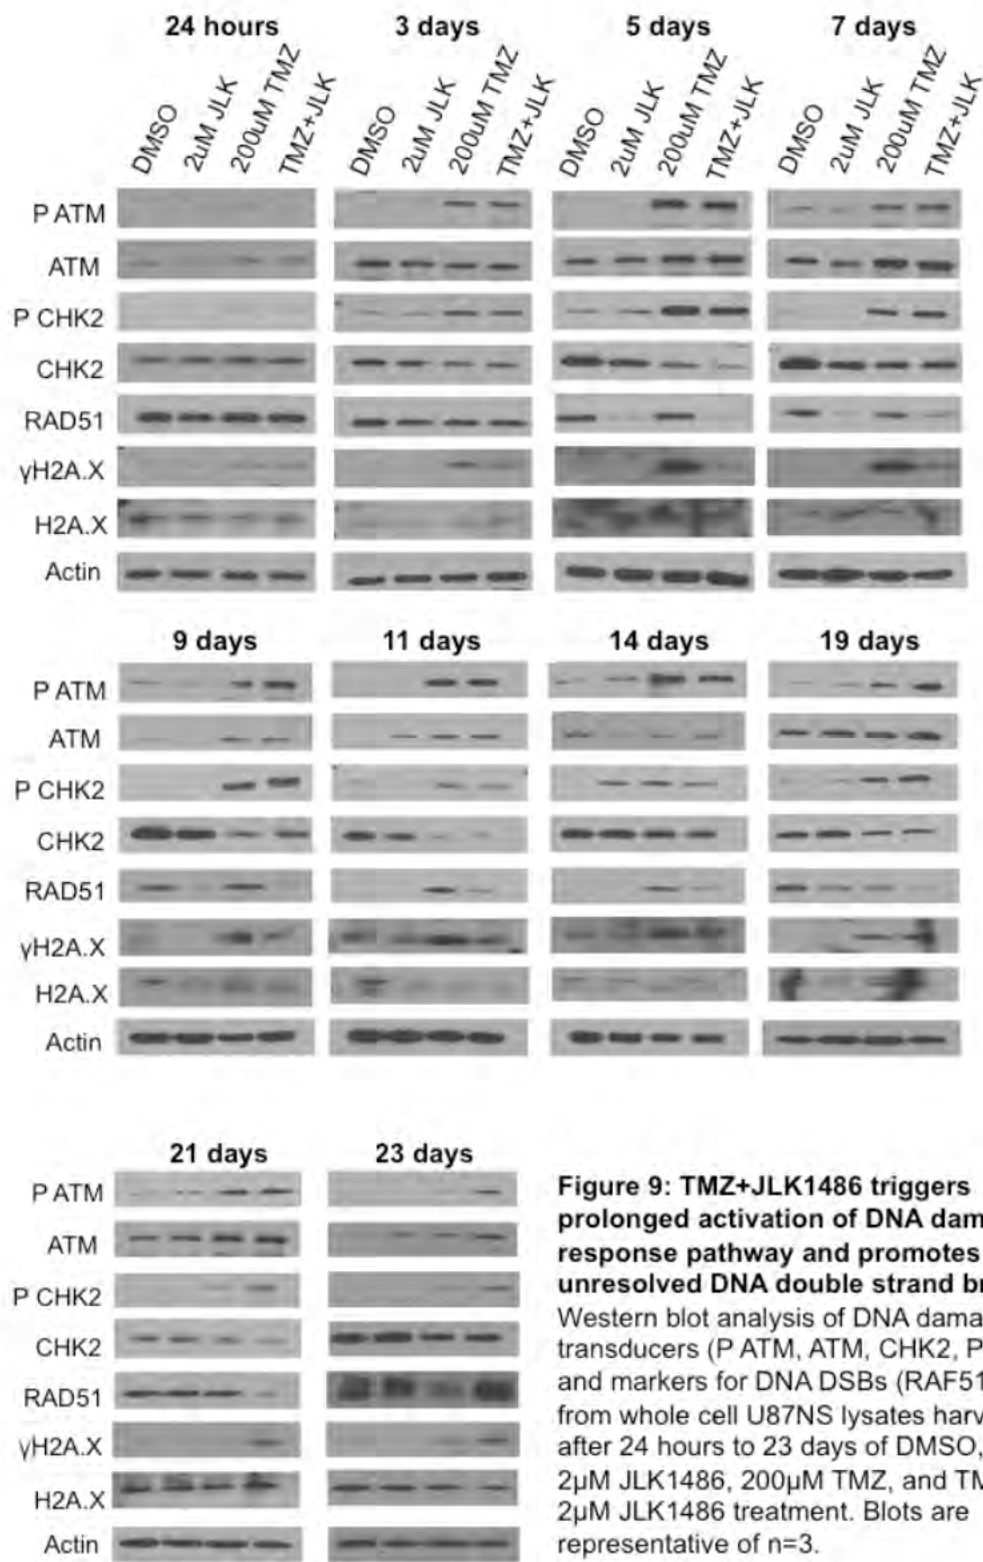 24 hours 3 days 5 days 7 days
DMSO 2uM JLK 200uM TMZ TMZ+JLK DMSO 2uM JLK 200uM TMZ TMZ+JLK DMSO 2uM JLK 200uM TMZ TMZ+JLK DMSO 2uM JLK 200uM TMZ TMZ+JLK
P ATM
ATM
P CHK2
CHK2
RAD51
γH2A.X
H2A.X
Actin
9 days 11 days 14 days 19 days
P ATM
ATM
P CHK2
CHK2
RAD51
γH2A.X
H2A.X
Actin
21 days 23 days
P ATM
ATM
P CHK2
CHK2
RAD51
γH2A.X
H2A.X
Actin
Figure 9: TMZ+JLK1486 triggers
prolonged activation of DNA dam
response pathway and promotes
unresolved DNA double strand br
Western blot analysis of DNA dama
transducers (P ATM, ATM, CHK2, P
and markers for DNA DSBs (RAF51
from whole cell U87NS lysates harv
after 24 hours to 23 days of DMSO,
2μM JLK1486, 200μM TMZ, and TM
2μM JLK1486 treatment. Blots are
representative of n=3.